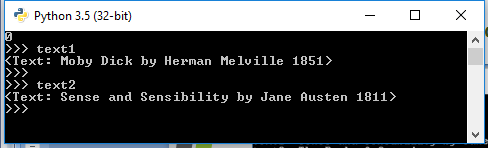 Python 3.5 (32-bit)
0
>>> text1
<Text: Moby Dick by Herman Melville 1851>
>>>
>>> text2
<Text: Sense and Sensibility by Jane Austen 1811>
>>>